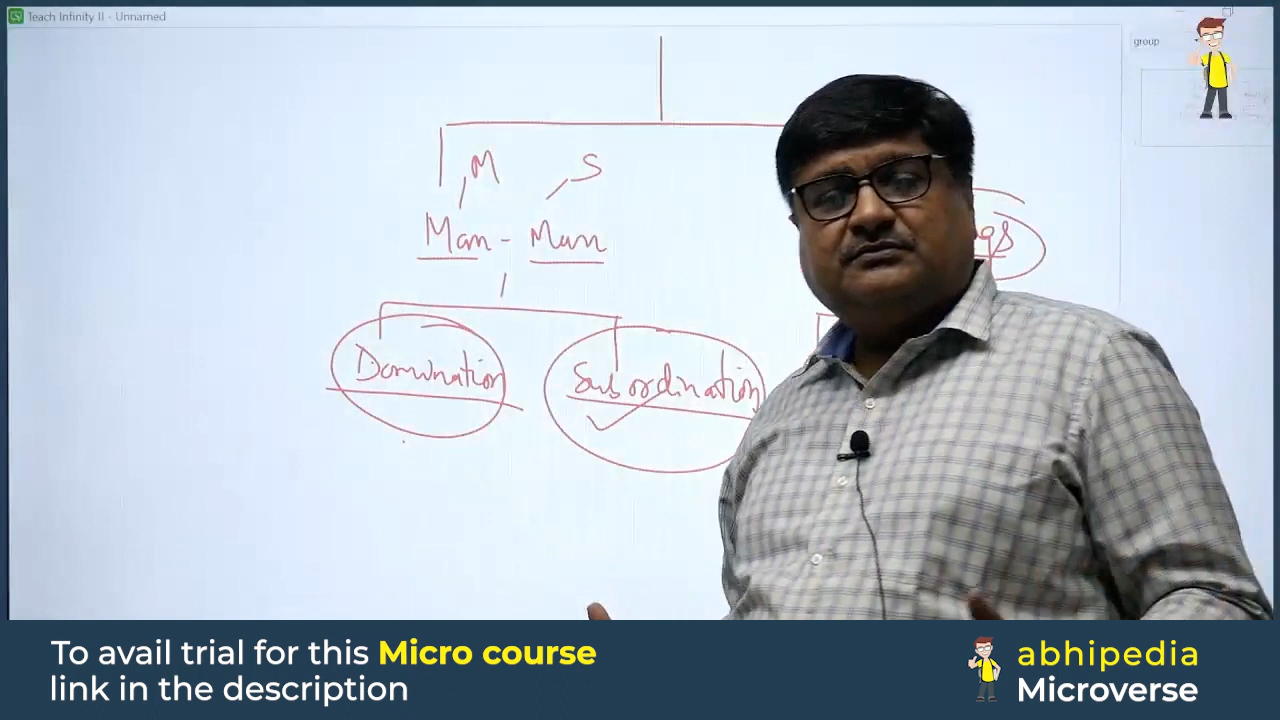 Teach Infinity II - Unnamed
group
M S
Man - Man
Domination Subordination
To avail trial for this Micro course
link in the description
abhipedia
Microverse